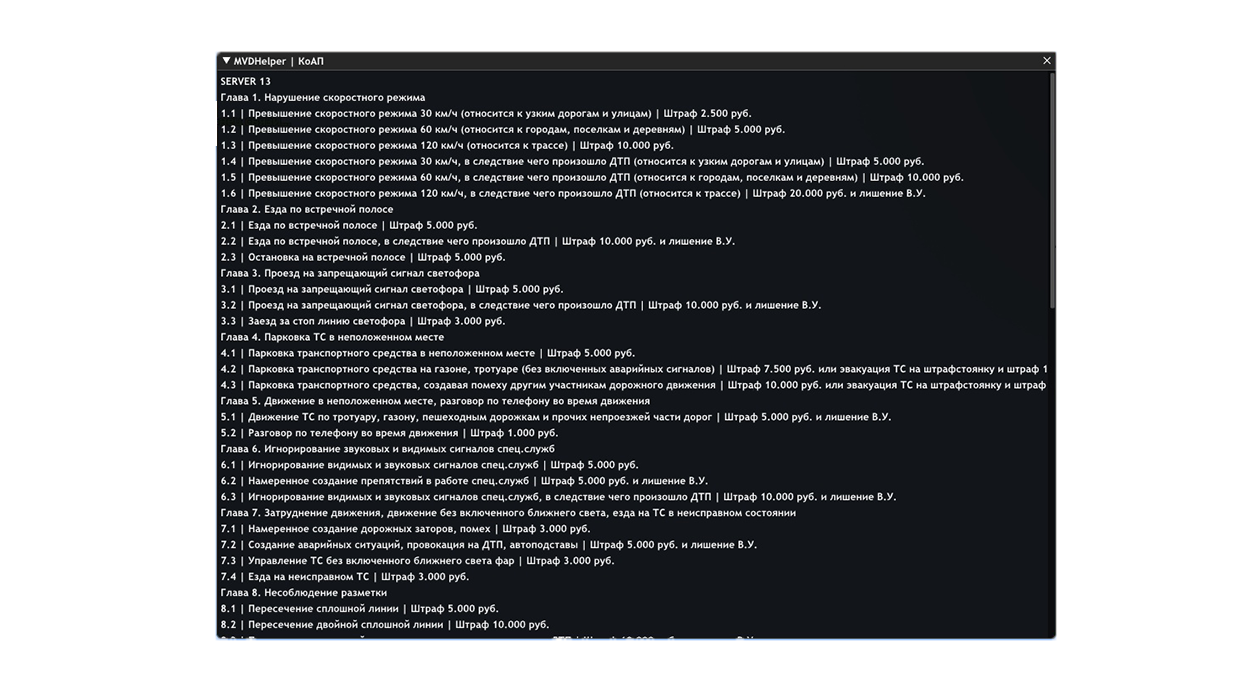 ▼ MVDHelper | КоАП
SERVER 13
Глава 1. Нарушение скоростного режима
1.1 | Превышение скоростного режима 30 км/ч (относится к узким дорогам и улицам) | Штраф 2.500 руб.
1.2 | Превышение скоростного режима 60 км/ч (относится к городам, поселкам и деревням) | Штраф 5.000 руб.
1.3 | Превышение скоростного режима 120 км/ч (относится к трассе) | Штраф 10.000 руб.
1.4 | Превышение скоростного режима 30 км/ч, в следствие чего произошло ДТП (относится к узким дорогам и улицам) | Штраф 5.000 руб.
1.5 | Превышение скоростного режима 60 км/ч, в следствие чего произошло ДТП (относится к городам, поселкам и деревням) | Штраф 10.000 руб.
1.6 | Превышение скоростного режима 120 км/ч, в следствие чего произошло ДТП (относится к трассе) | Штраф 20.000 руб. и лишение В.У.
Глава 2. Езда по встречной полосе
2.1 | Езда по встречной полосе | Штраф 5.000 руб.
2.2 | Езда по встречной полосе, в следствие чего произошло ДТП | Штраф 10.000 руб. и лишение В.У.
2.3 | Остановка на встречной полосе | Штраф 5.000 руб.
Глава 3. Проезд на запрещающий сигнал светофора
3.1 | Проезд на запрещающий сигнал светофора | Штраф 5.000 руб.
3.2 | Проезд на запрещающий сигнал светофора, в следствие чего произошло ДТП | Штраф 10.000 руб. и лишение В.У.
3.3 | Заезд за стоп линию светофора | Штраф 3.000 руб.
Глава 4. Парковка ТС в неположенном месте
4.1 | Парковка транспортного средства в неположенном месте | Штраф 5.000 руб.
4.2 | Парковка транспортного средства на газоне, тротуаре (без включенных аварийных сигналов) | Штраф 7.500 руб. или эвакуация ТС на штрафстоянку и штраф 1
4.3 | Парковка транспортного средства, создавая помеху другим участникам дорожного движения | Штраф 10.000 руб. или эвакуация ТС на штрафстоянку и штраф
Глава 5. Движение в неположенном месте, разговор по телефону во время движения
5.1 | Движение ТС по тротуару, газону, пешеходным дорожкам и прочих непроезжей части дорог | Штраф 5.000 руб. и лишение В.У.
5.2 | Разговор по телефону во время движения | Штраф 1.000 руб.
Глава 6. Игнорирование звуковых и видимых сигналов спец.служб
6.1 | Игнорирование видимых и звуковых сигналов спец.служб | Штраф 5.000 руб.
6.2 | Намеренное создание препятствий в работе спец.служб | Штраф 5.000 руб. и лишение В.У.
6.3 | Игнорирование видимых и звуковых сигналов спец.служб, в следствие чего произошло ДТП | Штраф 10.000 руб. и лишение В.У.
Глава 7. Затруднение движения, движение без включенного ближнего света, езда на ТС в неисправном состоянии
7.1 | Намеренное создание дорожных заторов, помех | Штраф 3.000 руб.
7.2 | Создание аварийных ситуаций, провокация на ДТП, автоподставы | Штраф 5.000 руб. и лишение В.У.
7.3 | Управление ТС без включенного ближнего света фар | Штраф 3.000 руб.
7.4 | Езда на неисправном ТС | Штраф 3.000 руб.
Глава 8. Несоблюдение разметки
8.1 | Пересечение сплошной линии | Штраф 5.000 руб.
8.2 | Пересечение двойной сплошной линии | Штраф 10.000 руб.